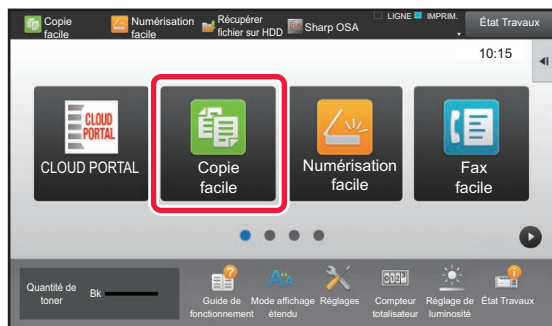 Copie
facile
Numérisation
facile
Récupérer
fichier sur HDD
Sharp OSA
LIGNE
IMPRIM.
État Travaux
10:15
CLOUD
PORTAL
CLOUD PORTAL
Copie
facile
Numérisation
facile
Fax
facile
Quantité de
toner
Bk
Guide de
fonctionnement
Mode affichage
étendu
Réglages
Compteur
totalisateur
Réglage de
luminosité
État Travaux